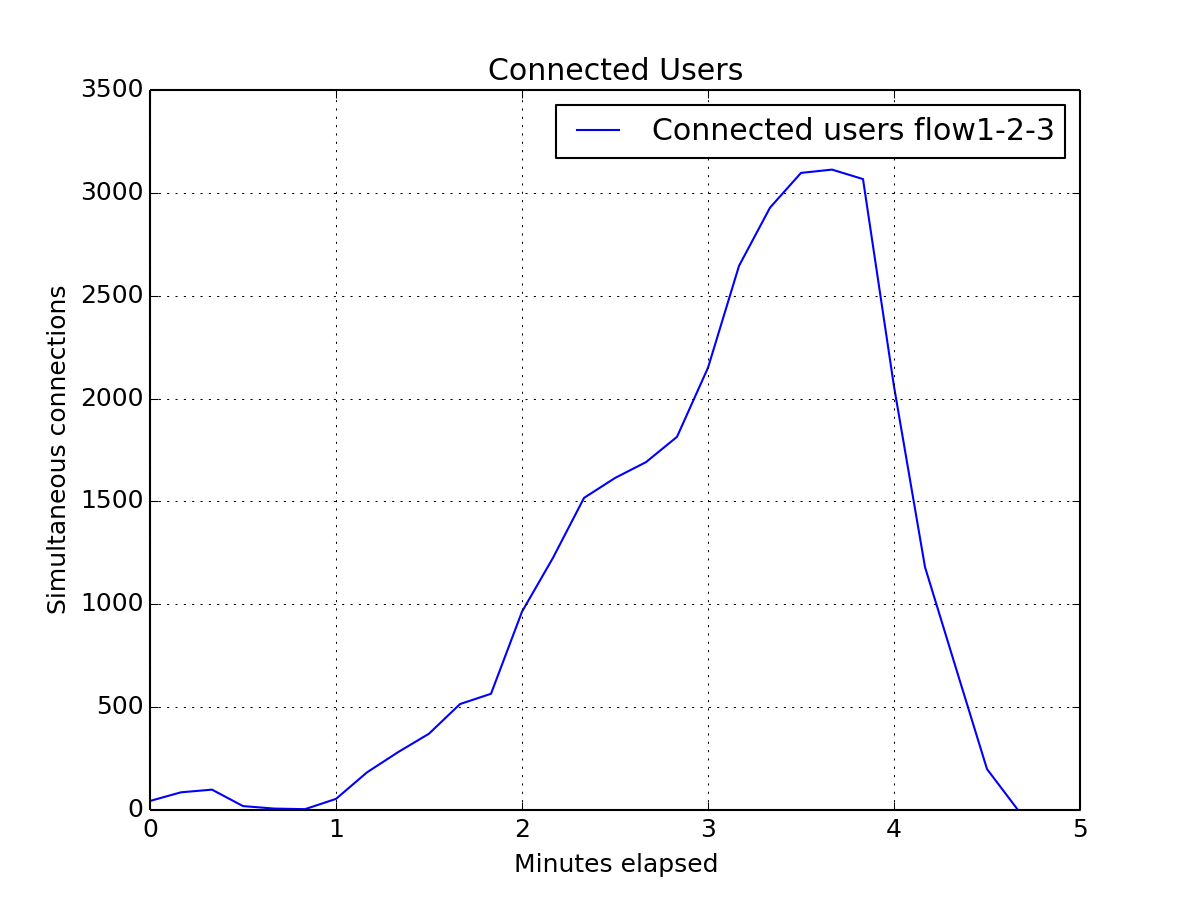 Connected Users
Connected users flow1-2-3
3500
3000
2500
2000
1500
1000
500
0
Simultaneous connections
0 1 2 3 4 5
Minutes elapsed